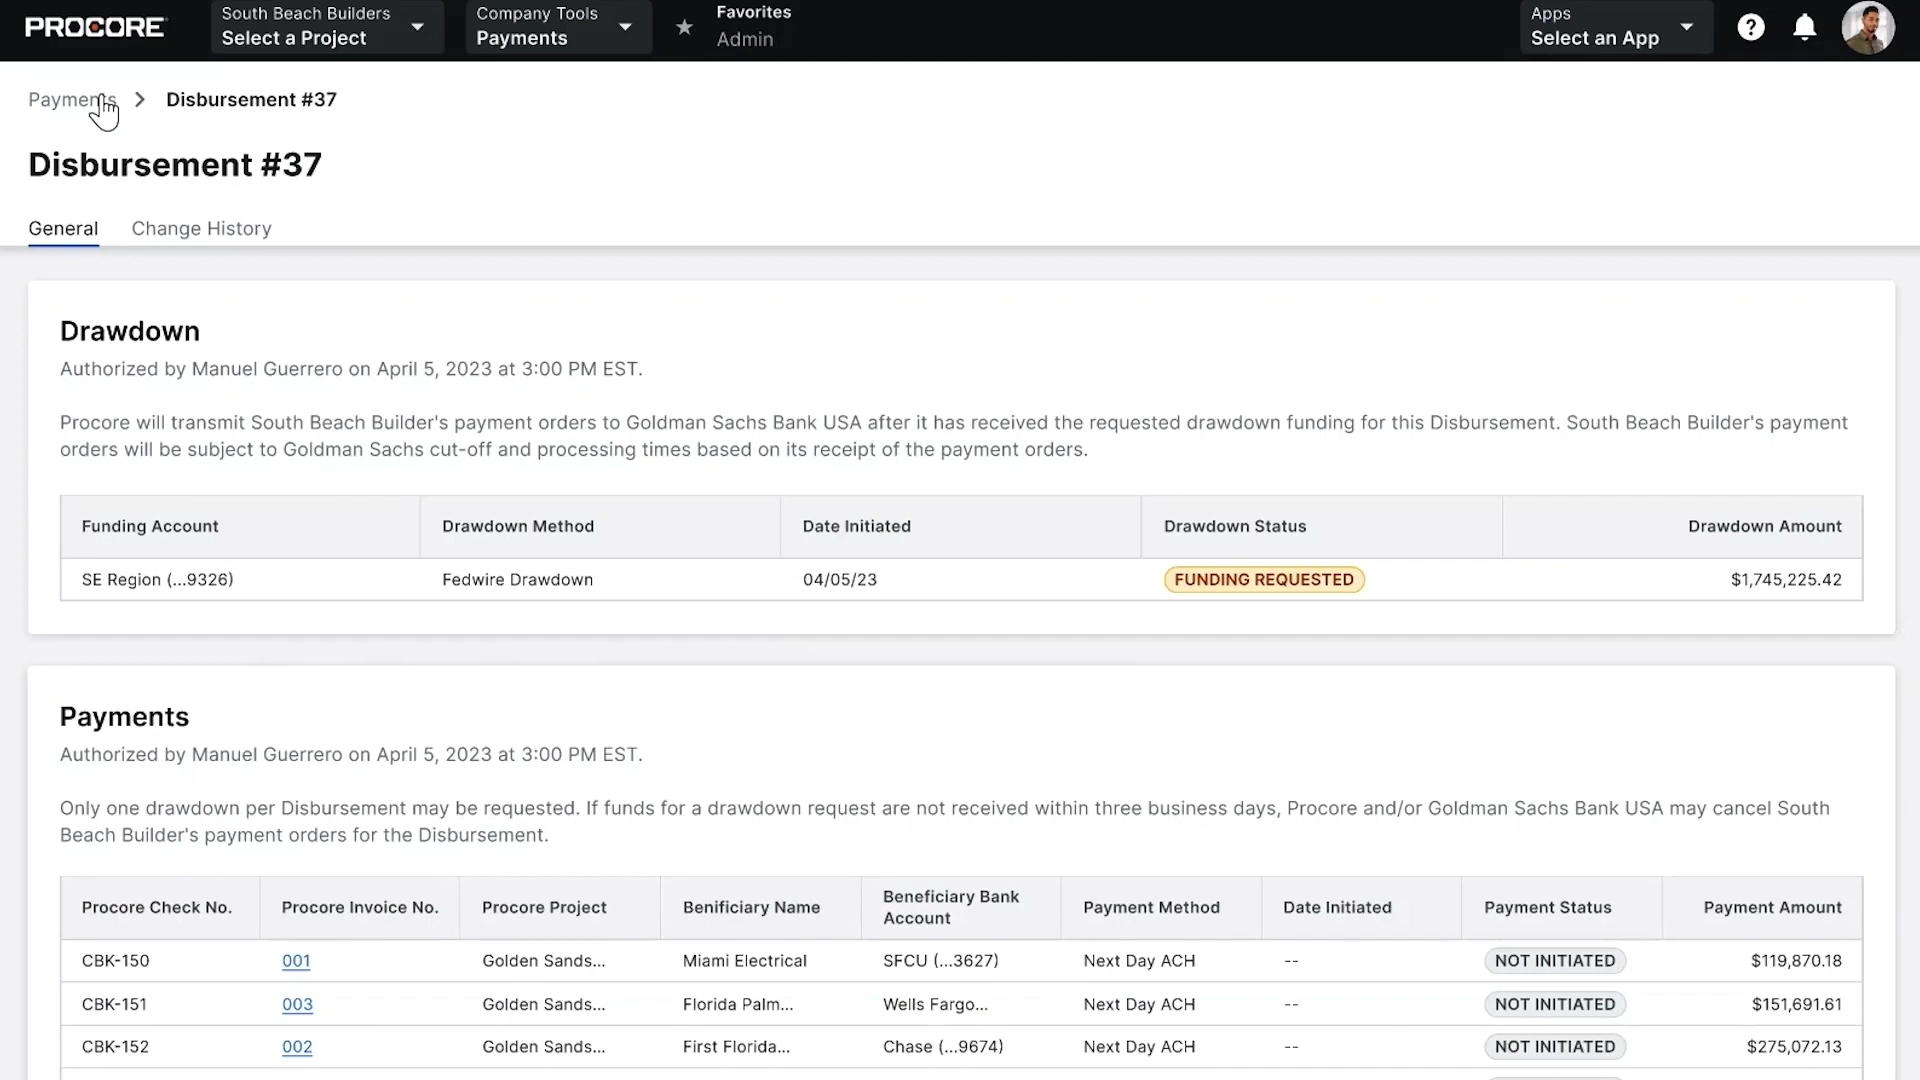 PROCORE
South Beach Builders
Select a Project
Company Tools
Payments
Favorites
Admin
Apps
Select an App
?
Payments
Disbursement #37
Disbursement #37
General
Change History
Drawdown
Authorized by Manuel Guerrero on April 5, 2023 at 3:00 PM EST.
Procore will transmit South Beach Builder's payment orders to Goldman Sachs Bank USA after it has received the requested drawdown funding for this Disbursement. South Beach Builder's payment
orders will be subject to Goldman Sachs cut-off and processing times based on its receipt of the payment orders.
Funding Account Drawdown Method Date Initiated Drawdown Status Drawdown Amount
SE Region (...9326) Fedwire Drawdown 04/05/23 FUNDING REQUESTED $1,745,225.42
Payments
Authorized by Manuel Guerrero on April 5, 2023 at 3:00 PM EST.
Only one drawdown per Disbursement may be requested. If funds for a drawdown request are not received within three business days, Procore and/or Goldman Sachs Bank USA may cancel South
Beach Builder's payment orders for the Disbursement.
Procore Check No. Procore Invoice No. Procore Project Benificiary Name Beneficiary Bank Account Payment Method Date Initiated Payment Status Payment Amount
CBK-150 001 Golden Sands... Miami Electrical SFCU (...3627) Next Day ACH -- NOT INITIATED $119,870.18
CBK-151 003 Golden Sands... Florida Palm... Wells Fargo... Next Day ACH -- NOT INITIATED $151,691.61
CBK-152 002 Golden Sands... First Florida... Chase (...9674) Next Day ACH -- NOT INITIATED $275,072.13